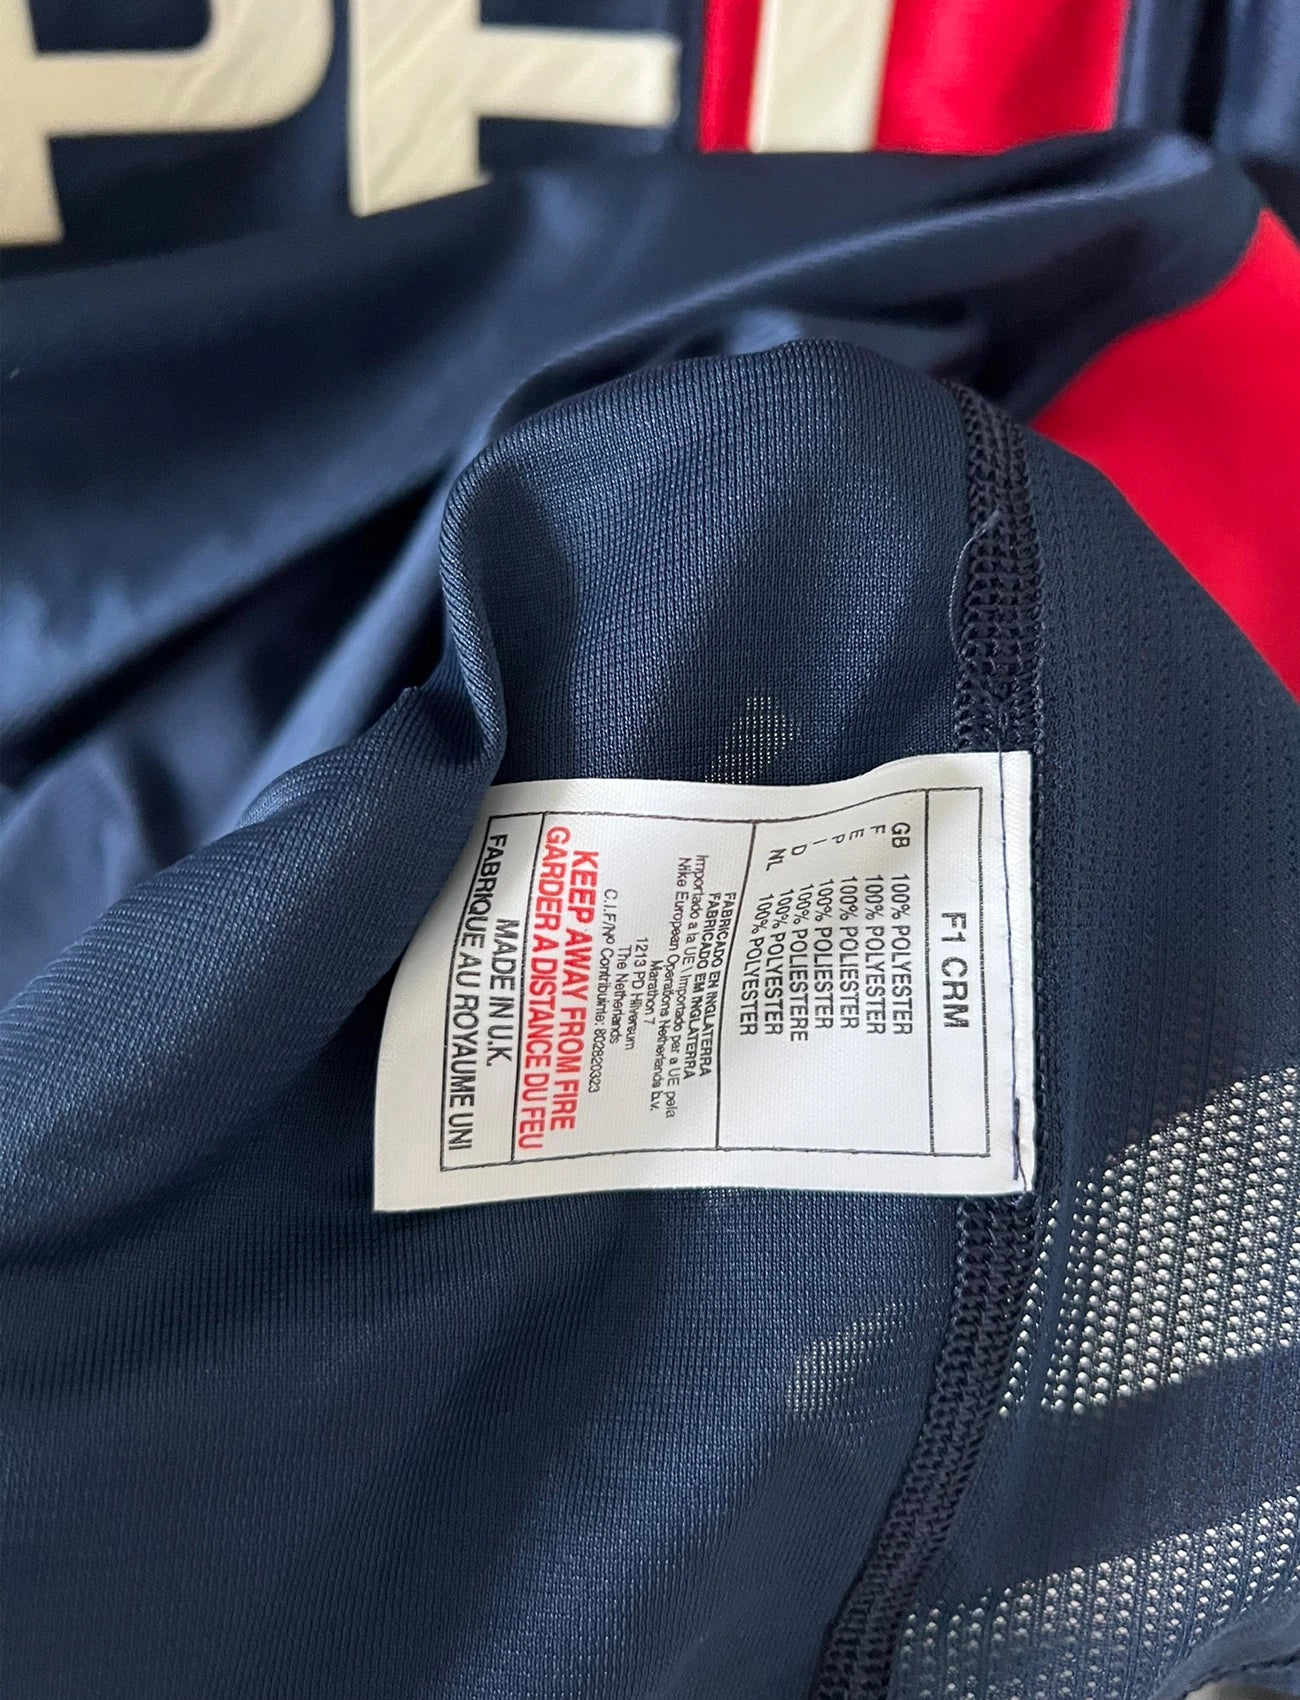 OPEL
F1 CRM
GB 100% POLYESTER
F 100% POLYESTER
E 100% POLIESTER
P 100% POLIESTER
I 100% POLIESTERE
D 100% POLYESTER
NL 100% POLYESTER
FABRICADO EN INGLATERRA
FABRICADO EM INGLATERRA
Importado a la UE \ Importado per a UE pela
Nike European Operations Netherlands b.v.
Marathon 7
1213 PD Hilversum
The Netherlands
C.I.F/Nº Contribuinte: 802820323
KEEP AWAY FROM FIRE
GARDER A DISTANCE DU FEU
MADE IN U.K.
FABRIQUE AU ROYAUME UNI